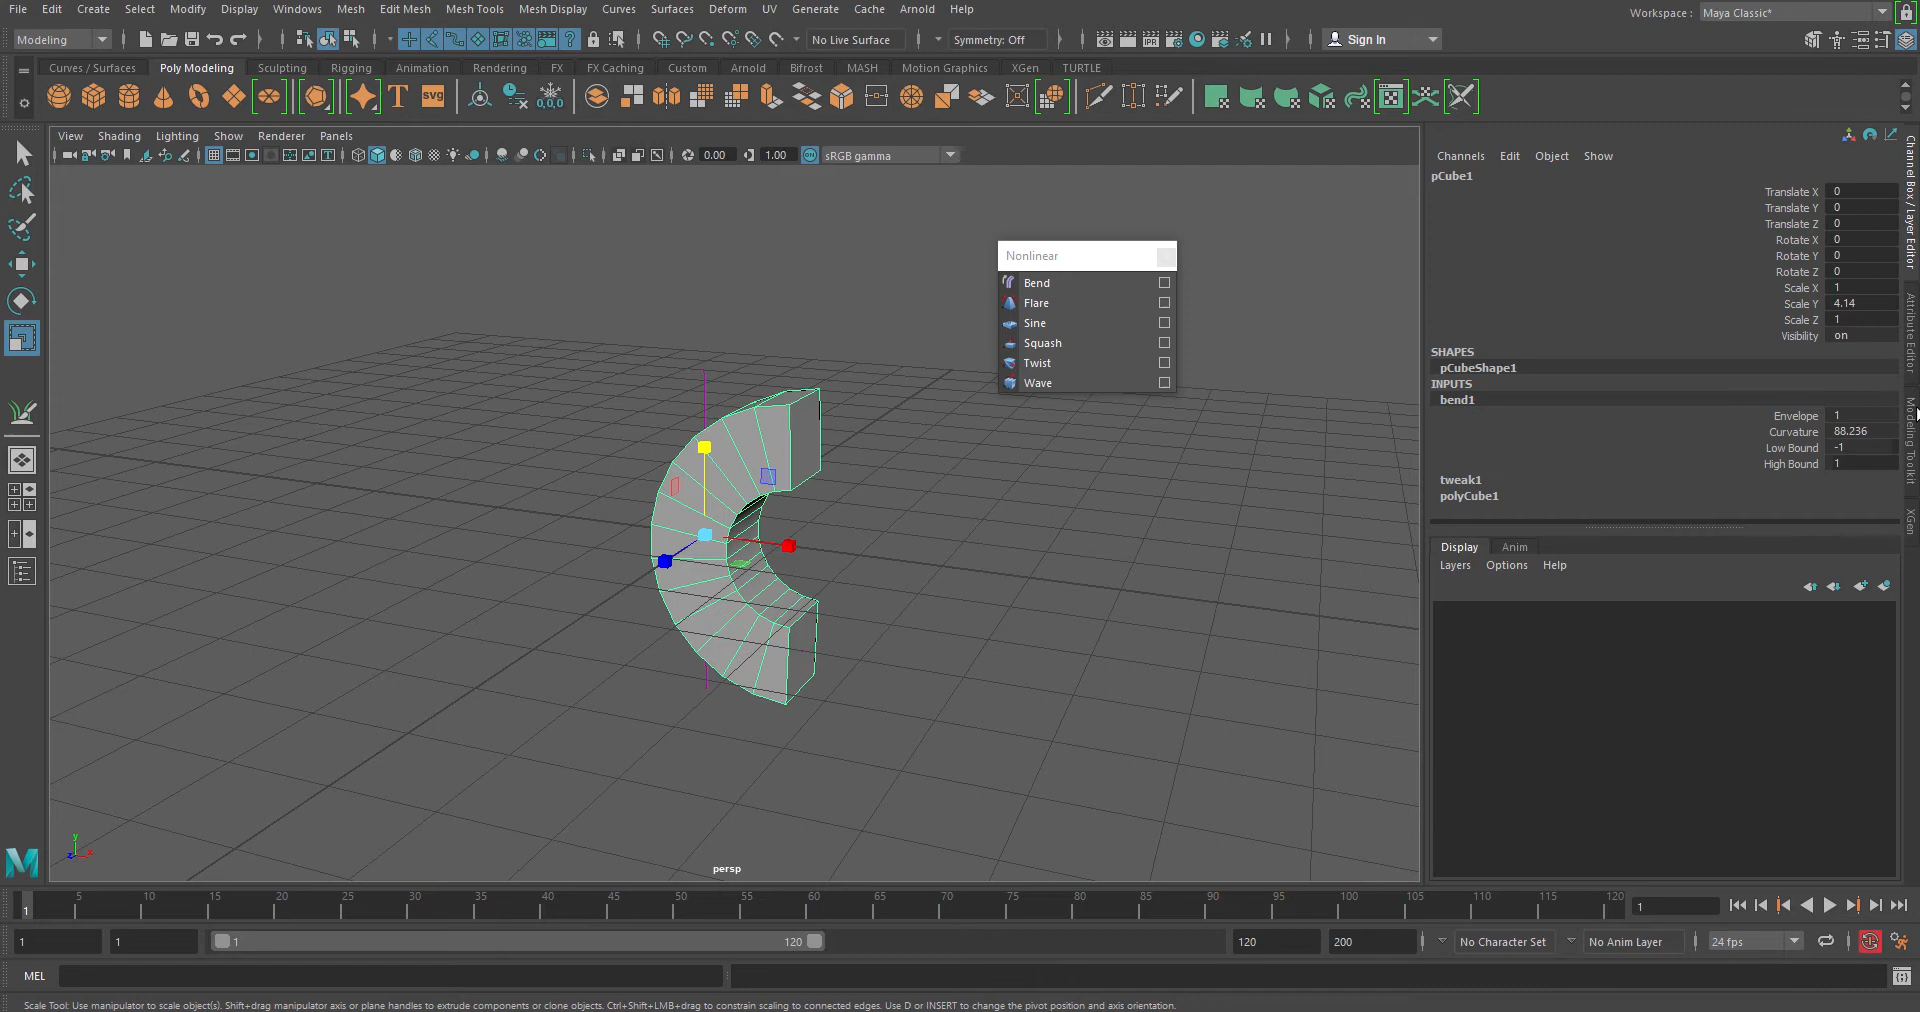 File Edit Create Select Modify Display Windows Mesh Edit Mesh Mesh Tools Mesh Display Curves Surfaces Deform UV Generate Cache Arnold Help
Workspace : Maya Classic*
Modeling No Live Surface Symmetry: Off Sign In
Curves / Surfaces Poly Modeling Sculpting Rigging Animation Rendering FX FX Caching Custom Arnold Bifrost MASH Motion Graphics XGen TURTLE
T SVG 0,0,0
View Shading Lighting Show Renderer Panels
0.00 1.00 sRGB gamma
Nonlinear
Bend
Flare
Sine
Squash
Twist
Wave
y
z x
persp
Channels Edit Object Show
pCube1
Translate X 0
Translate Y 0
Translate Z 0
Rotate X 0
Rotate Y 0
Rotate Z 0
Scale X 1
Scale Y 4.14
Scale Z 1
Visibility on
SHAPES
pCubeShape1
INPUTS
bend1
Envelope 1
Curvature 88.236
Low Bound -1
High Bound 1
tweak1
polyCube1
Display Anim
Layers Options Help
Channel Box / Layer Editor
Attribute Editor
Modeling Toolkit
XGen
1 5 10 15 20 25 30 35 40 45 50 55 60 65 70 75 80 85 90 95 100 105 110 115 120
1
1 1 1 120 120 200 No Character Set No Anim Layer 24 fps
MEL
Scale Tool: Use manipulator to scale object(s). Shift+drag manipulator axis or plane handles to extrude components or clone objects. Ctrl+Shift+LMB+drag to constrain scaling to connected edges. Use D or INSERT to change the pivot position and axis orientation.